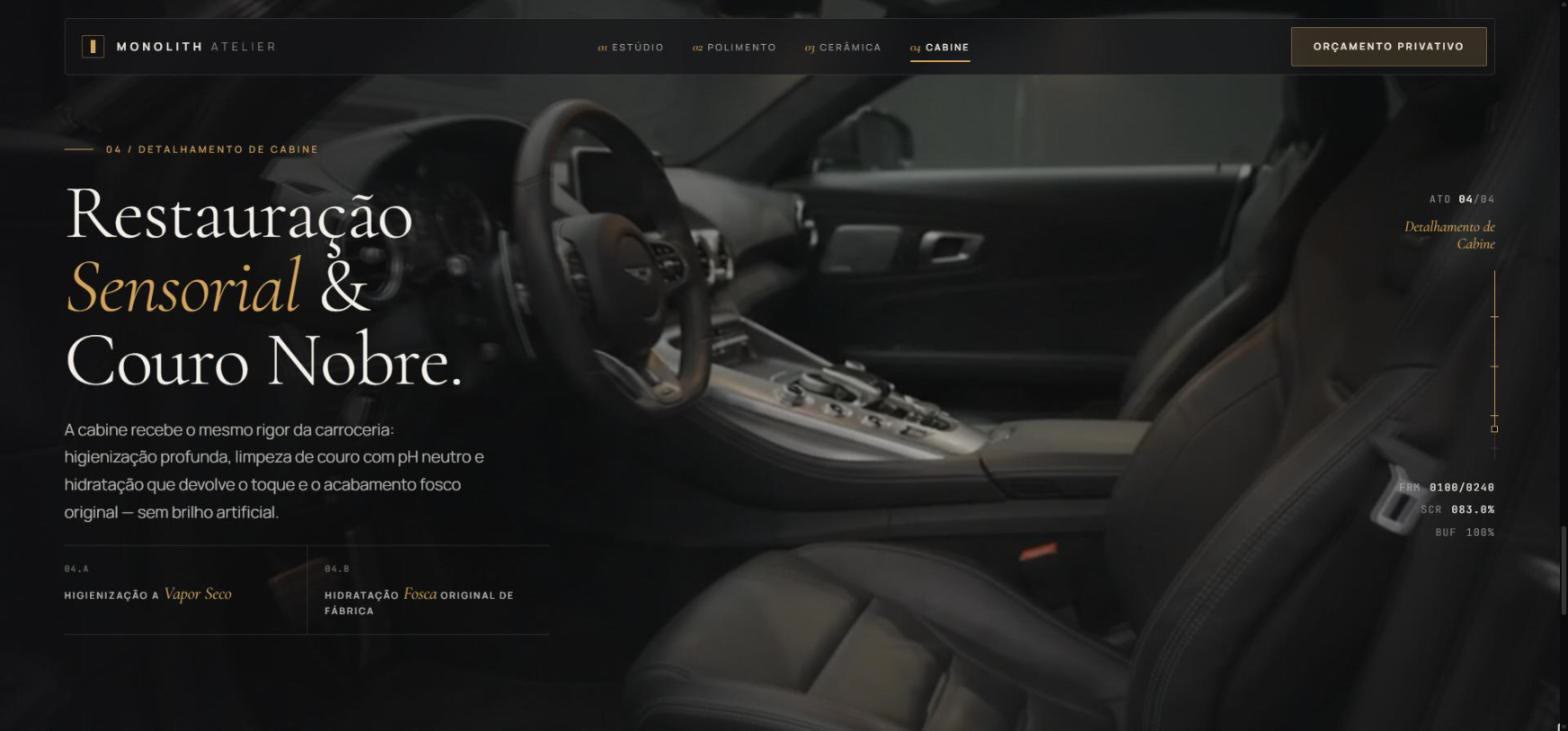 MONOLITH ATELIER
01 ESTÚDIO
02 POLIMENTO
03 CERÂMICA
04 CABINE
ORÇAMENTO PRIVATIVO
04 / DETALHAMENTO DE CABINE
Restauração
Sensorial &
Couro Nobre.
A cabine recebe o mesmo rigor da carroceria:
higienização profunda, limpeza de couro com pH neutro e
hidratação que devolve o toque e o acabamento fosco
original — sem brilho artificial.
04.A
HIGIENIZAÇÃO A Vapor Seco
04.B
HIDRATAÇÃO Fosca ORIGINAL DE
FÁBRICA
ATO 04/04
Detalhamento de
Cabine
FRM 0100/0240
SCR 083.0%
BUF 100%